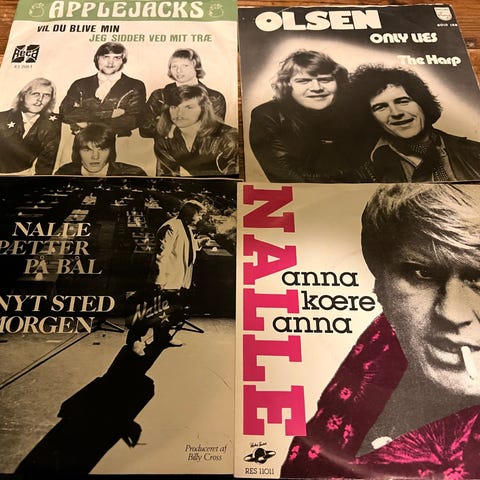 APPLEJACKS
VIL DU BLIVE MIN
JEG SIDDER VED MIT TRÆ
OLSEN
ONLY LIES
The Harp
NALLE
PÆTTER
PÅ BÅL
NYT STED
MORGEN
Nalle
Produceret af
Billy Cross
NALLE
anna
kære
anna
RES 11011